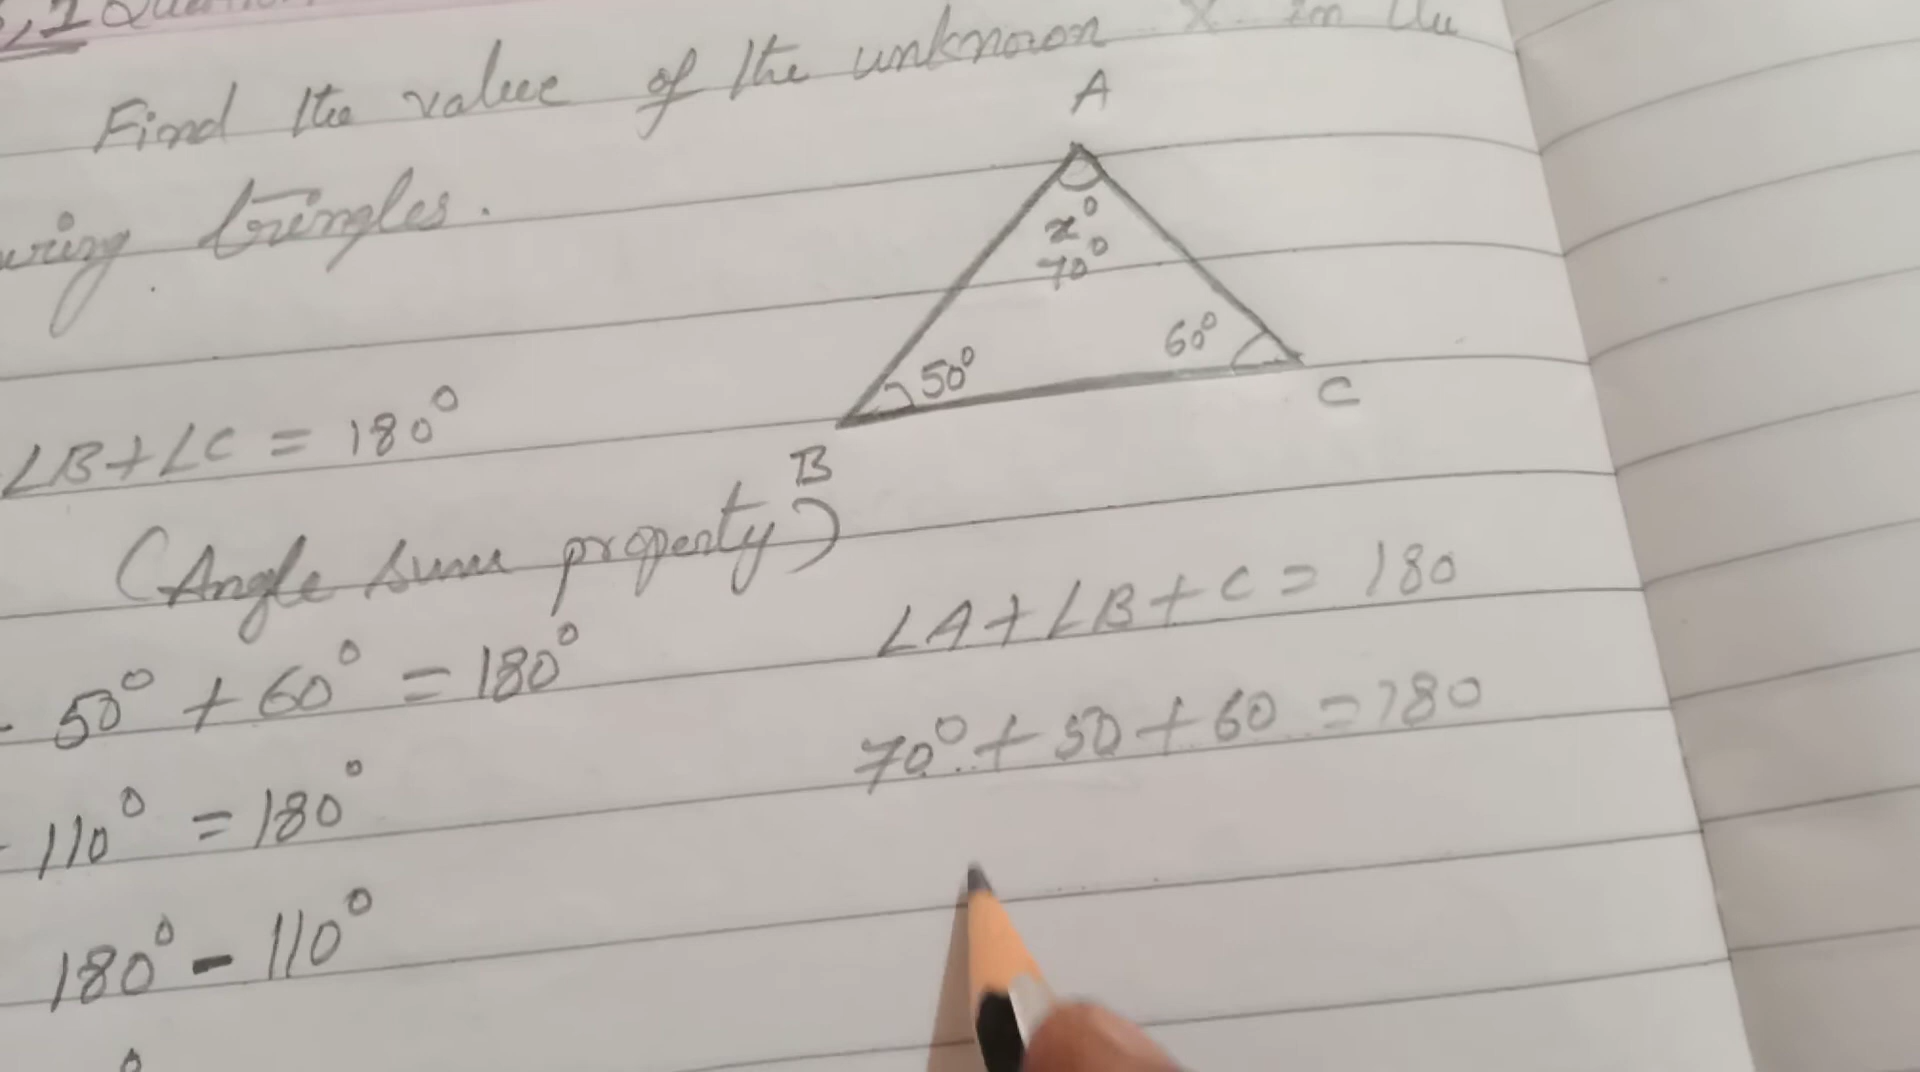 Find the value of the unknown x in the
tringles.
A
x°
70°
50°
60°
B
C
∠B+∠C = 180°
(Angle sum property)
50° + 60° = 180°
110° = 180°
180° - 110°
∠A+∠B+C = 180
70°+50+60 = 180